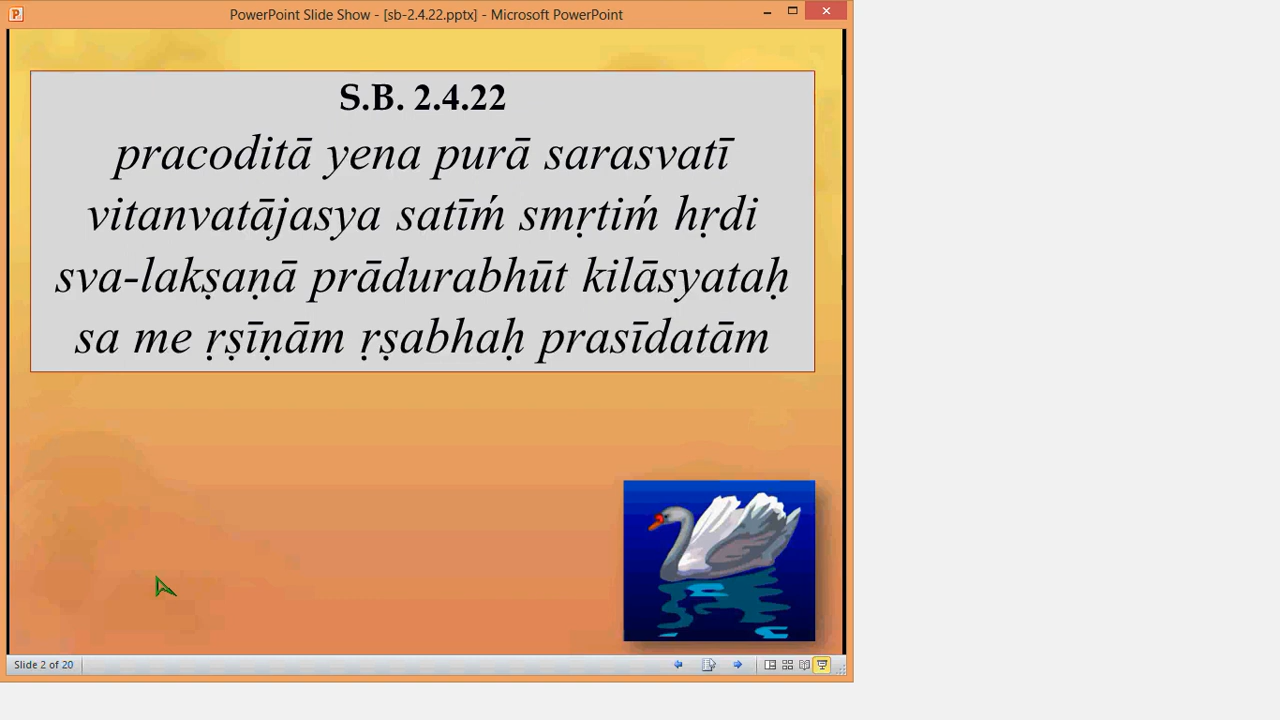 PowerPoint Slide Show - [sb-2.4.22.pptx] - Microsoft PowerPoint
S.B. 2.4.22
pracoditā yena purā sarasvatī
vitanvatājasya satīḿ smṛtiḿ hṛdi
sva-lakṣaṇā prādurabhūt kilāsyataḥ
sa me ṛṣīṇām ṛṣabhaḥ prasīdatām
Slide 2 of 20